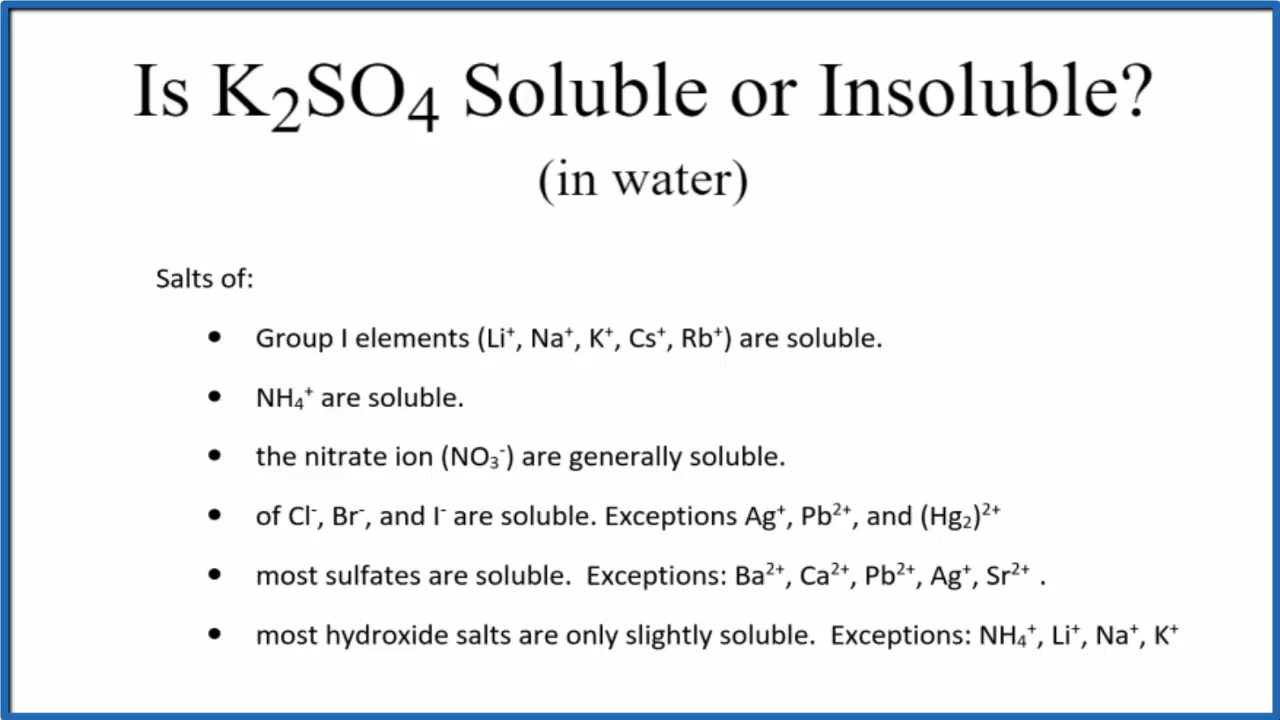 Is K₂SO₄ Soluble or Insoluble?
(in water)
Salts of:
• Group I elements (Li⁺, Na⁺, K⁺, Cs⁺, Rb⁺) are soluble.
• NH₄⁺ are soluble.
• the nitrate ion (NO₃⁻) are generally soluble.
• of Cl⁻, Br⁻, and I⁻ are soluble. Exceptions Ag⁺, Pb²⁺, and (Hg₂)²⁺
• most sulfates are soluble.  Exceptions: Ba²⁺, Ca²⁺, Pb²⁺, Ag⁺, Sr²⁺ .
• most hydroxide salts are only slightly soluble.  Exceptions: NH₄⁺, Li⁺, Na⁺, K⁺